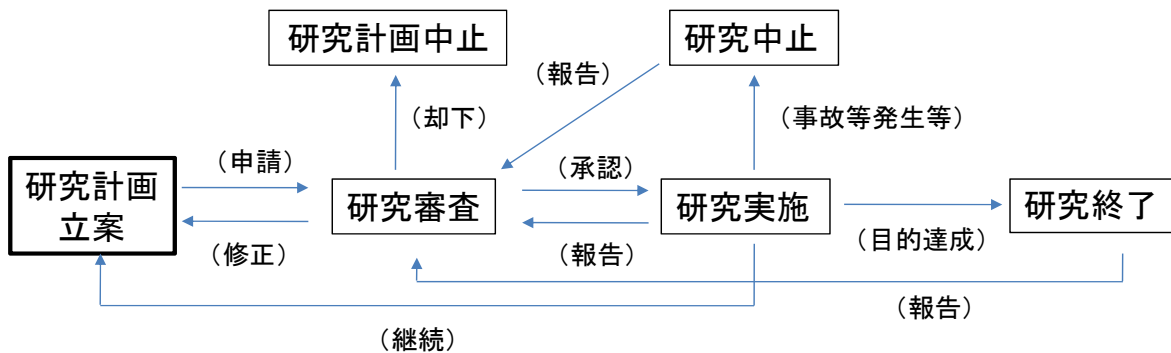 研究計画中止
研究中止
（報告）
（却下）
（事故等発生等）
（申請）
（承認）
研究計画
立案
研究審査
研究実施
研究終了
（修正）
（報告）
（目的達成）
（報告）
（継続）